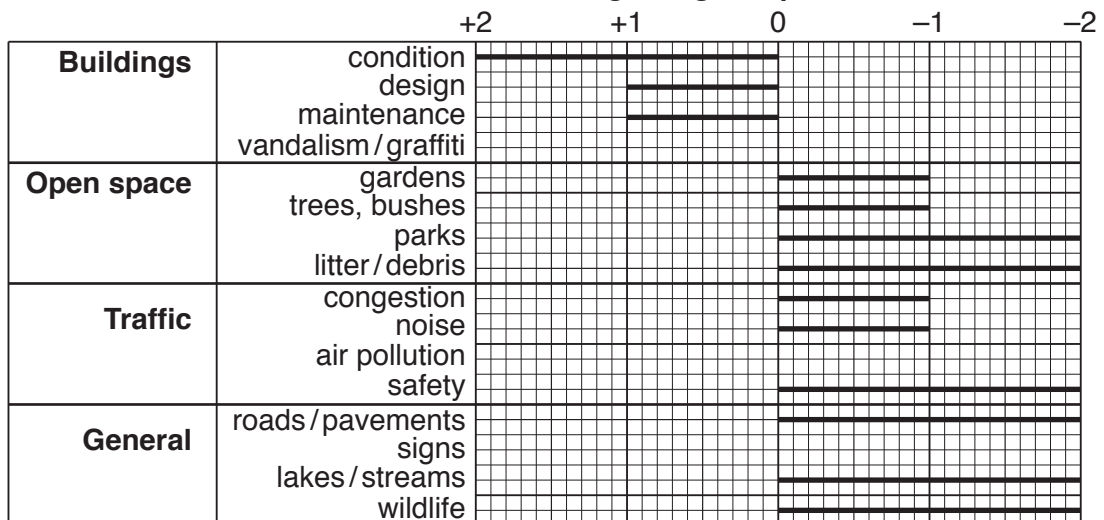 +2 +1 0 –1 –2
Buildings condition
design
maintenance
vandalism / graffiti
Open space gardens
trees, bushes
parks
litter / debris
Traffic congestion
noise
air pollution
safety
General roads / pavements
signs
lakes / streams
wildlife